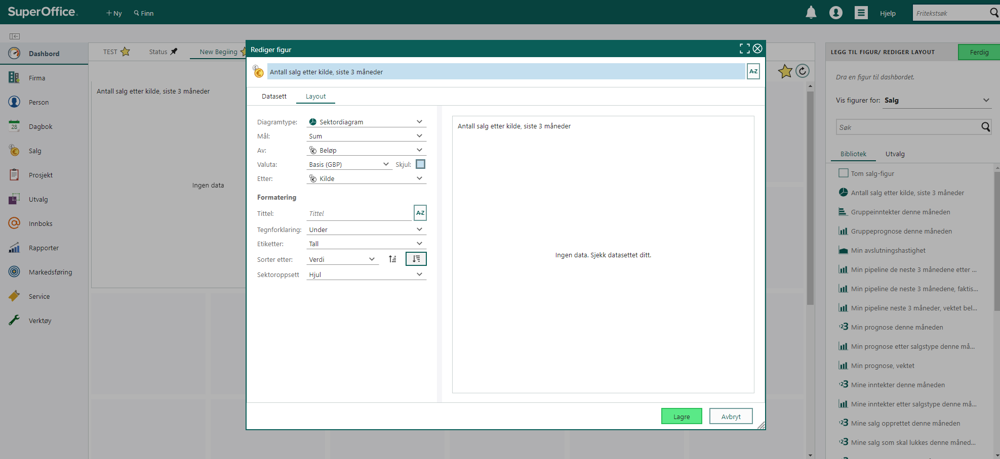 SuperOffice.
+ Ny
Finn
Hjelp
Fritekstsøk
Dashbord
Firma
Person
28
Dagbok
Salg
Prosjekt
Utvalg
Innboks
Rapporter
Markedsføring
Service
Verktøy
TEST
Status
New Begiing
Antall salg etter kilde, siste 3 måneder
Ingen data
Rediger figur
Antall salg etter kilde, siste 3 måneder
A-Z
Datasett
Layout
Diagramtype:
Sektordiagram
Mål:
Sum
Av:
Beløp
Valuta:
Basis (GBP)
Skjul:
Etter:
Kilde
Formatering
Tittel:
Tittel
A-Z
Tegnforklaring:
Under
Etiketter:
Tall
Sorter etter:
Verdi
Sektoroppsett
Hjul
Antall salg etter kilde, siste 3 måneder
Ingen data. Sjekk datasettet ditt.
Lagre
Avbryt
LEGG TIL FIGUR/ REDIGER LAYOUT
Ferdig
Dra en figur til dashbordet.
Vis figurer for:
Salg
Søk
Bibliotek
Utvalg
Tom salg-figur
Antall salg etter kilde, siste 3 måneder
Gruppeinntekter denne måneden
Gruppeprognose denne måneden
Min avslutningshastighet
Min pipeline de neste 3 månedene etter ...
Min pipeline de neste 3 månedene, faktis...
Min pipeline neste 3 måneder, vektet bel...
123 Min prognose denne måneden
Min prognose etter salgstype denne må...
Min prognose, vektet
123 Mine inntekter denne måneden
Mine inntekter etter salgstype denne må...
123 Mine salg opprettet denne måneden
123 Mine salg som skal lukkes denne måned...